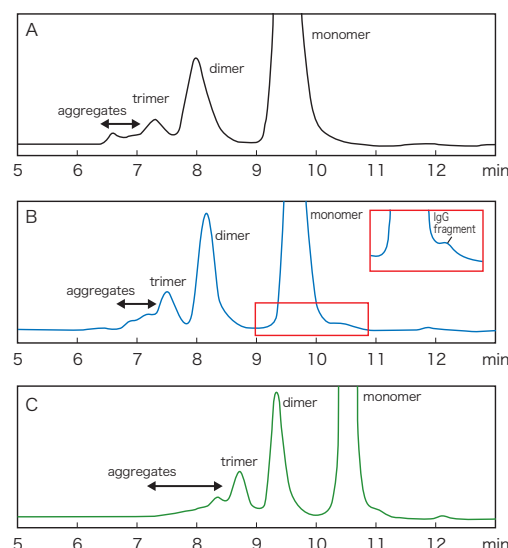 A
monomer
dimer
trimer
aggregates
5 6 7 8 9 10 11 12 min
B
monomer
IgG
fragment
dimer
trimer
aggregates
5 6 7 8 9 10 11 12 min
C
monomer
dimer
trimer
aggregates
5 6 7 8 9 10 11 12 min